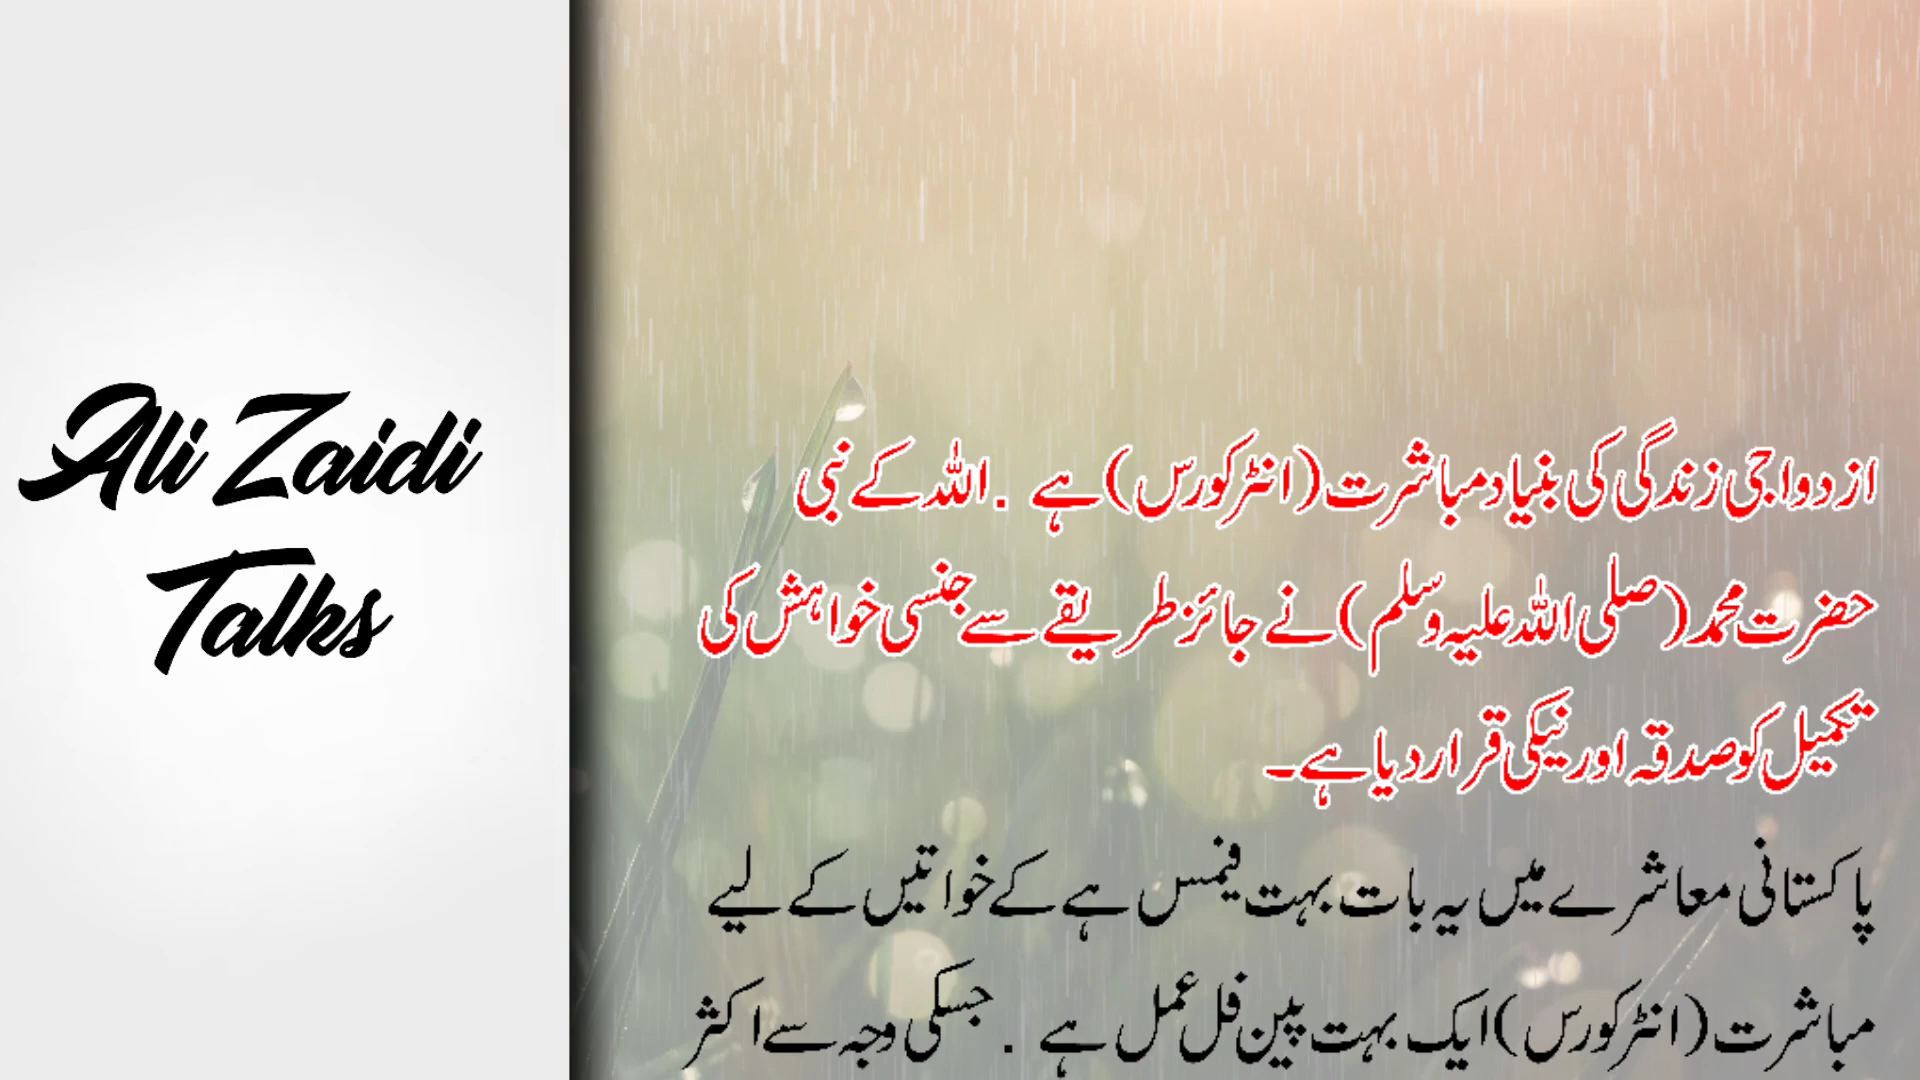 Ali Zaidi
Talks
ازدواجی زندگی کی بنیاد مباشرت (انٹرکورس) ہے . اللہ کے نبی
حضرت محمد (صلی اللہ علیہ وسلم) نے جائز طریقے سے جنسی خواہش کی
تکمیل کو صدقہ اور نیکی قرار دیا ہے۔
پاکستانی معاشرے میں یہ بات بہت فیمس ہے کے خواتین کے لیے
مباشرت (انٹرکورس) ایک بہت پین فل عمل ہے . جسکی وجہ سے اکثر